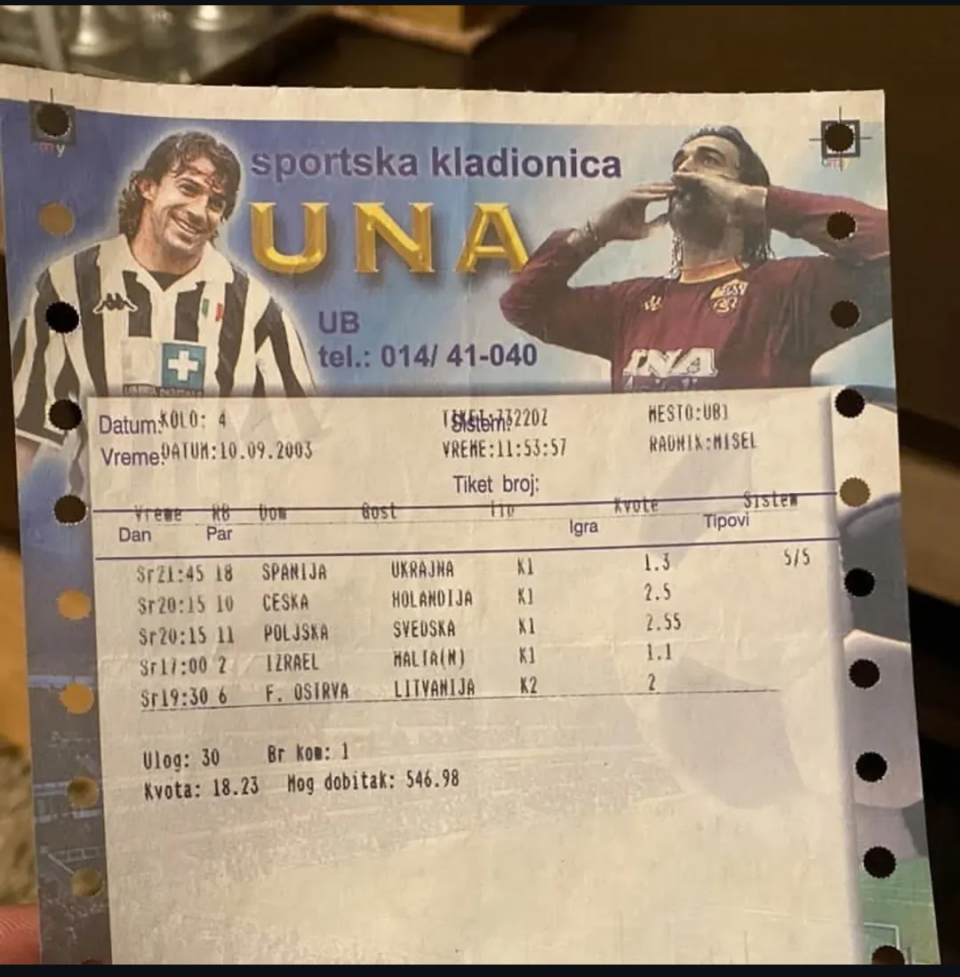 sportska kladionica
UNA
UB
tel.: 014/ 41-040
INA
Datum: KOLO: 4 Sistem: MESTO:UB1
Vreme: DATUM:10.09.2003 VREME:11:53:57 RADNIK:MISEL
Tiket broj:
Vreme RB Dom Gost Tip Kvote Sistem
Dan Par Igra Tipovi
Sr21:45 18 SPANIJA UKRAJNA K1 1.3 5/5
Sr20:15 10 CESKA HOLANDIJA K1 2.5
Sr20:15 11 POLJSKA SVEDSKA K1 2.55
Sr17:00 2 IZRAEL MALTA(N) K1 1.1
Sr19:30 6 F. OSTRVA LITVANIJA K2 2
Ulog: 30 Br kom: 1
Kvota: 18.23 Mog dobitak: 546.98